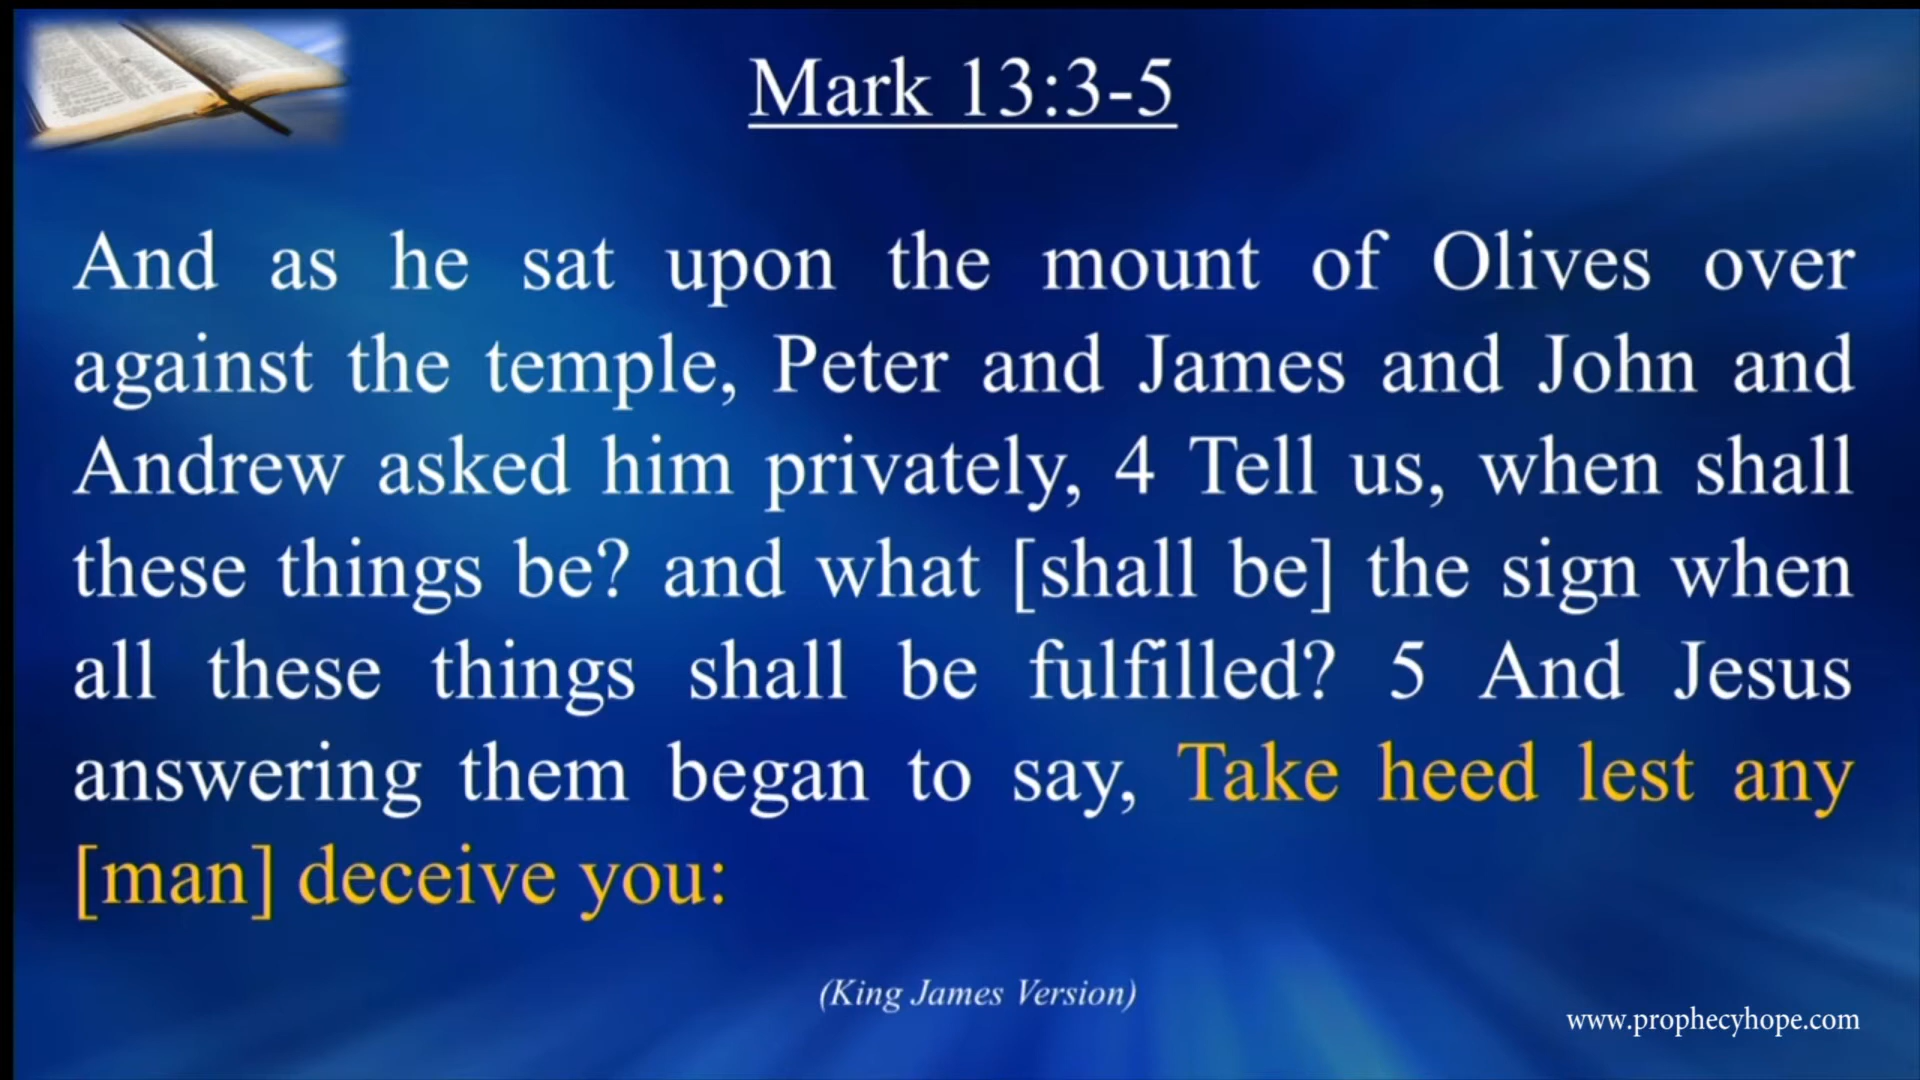 Mark 13:3-5
And as he sat upon the mount of Olives over
against the temple, Peter and James and John and
Andrew asked him privately, 4 Tell us, when shall
these things be? and what [shall be] the sign when
all these things shall be fulfilled? 5 And Jesus
answering them began to say, Take heed lest any
[man] deceive you:
(King James Version)
www.prophecyhope.com